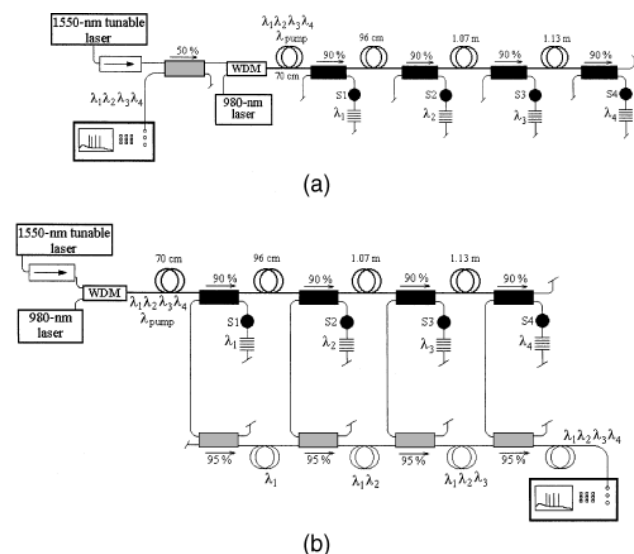 1550-nm tunable
laser
50 %
λ1λ2λ3λ4
WDM
980-nm
laser
λ1λ2λ3λ4
λpump
70 cm
90 %
96 cm
90 %
1.07 m
90 %
1.13 m
90 %
S1
λ1
S2
λ2
S3
λ3
S4
λ4
(a)
1550-nm tunable
laser
WDM
980-nm
laser
70 cm
λ1λ2λ3λ4
λpump
90 %
96 cm
90 %
1.07 m
90 %
1.13 m
90 %
S1
λ1
S2
λ2
S3
λ3
S4
λ4
95 %
λ1
95 %
λ1λ2
95 %
λ1λ2λ3
95 %
λ1λ2λ3λ4
(b)